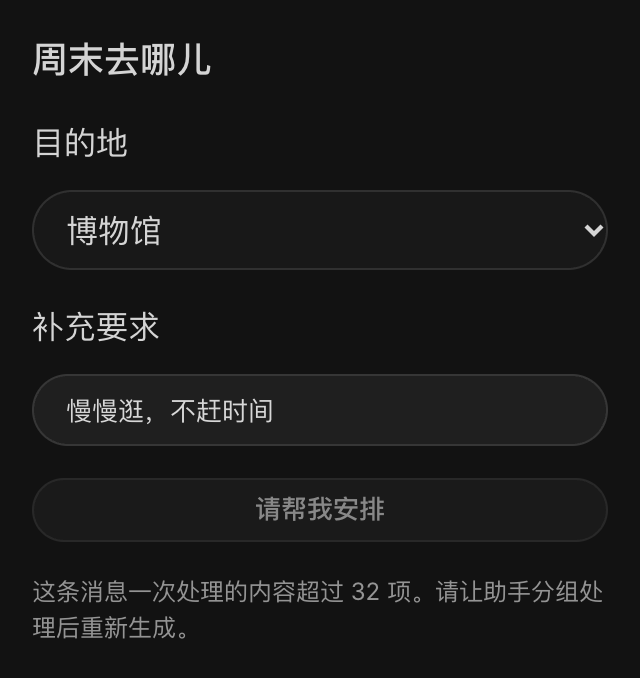 周末去哪儿
目的地
博物馆
补充要求
慢慢逛，不赶时间
请帮我安排
这条消息一次处理的内容超过 32 项。请让助手分组处
理后重新生成。